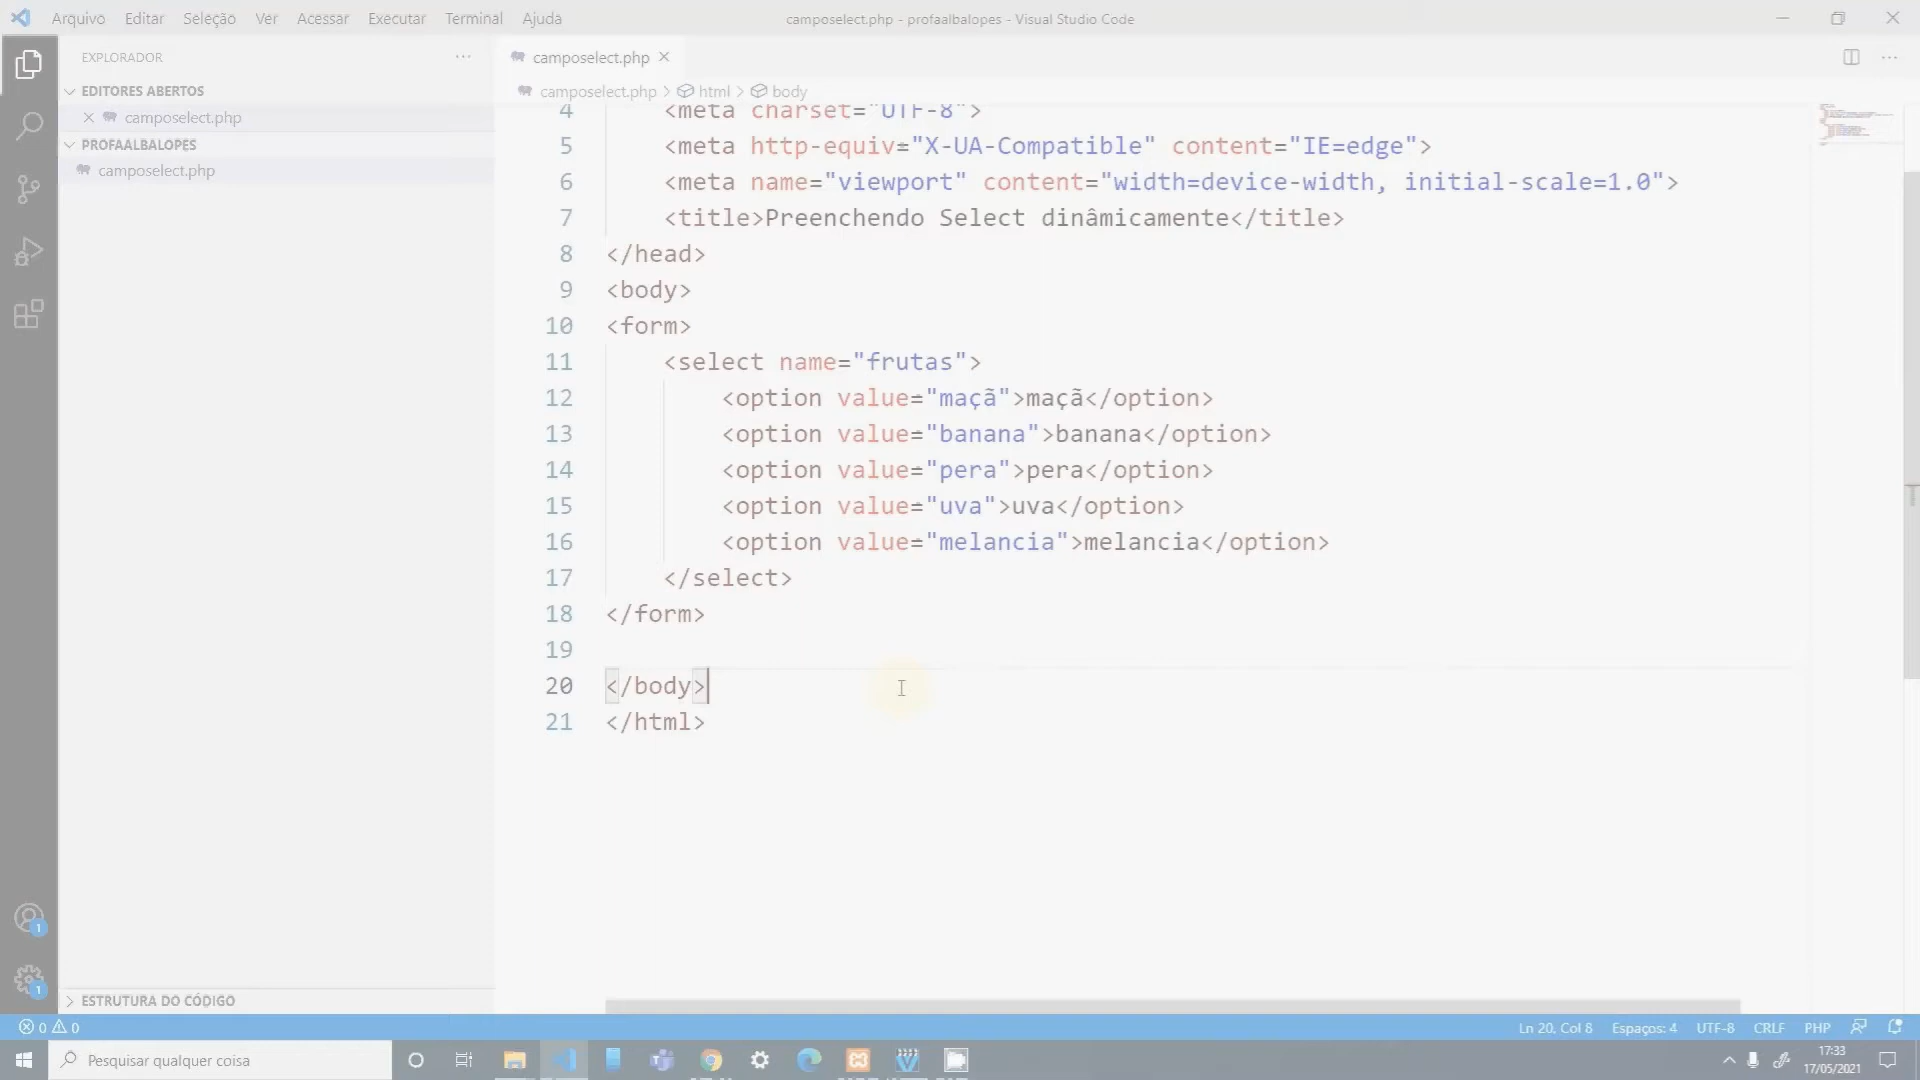 Arquivo Editar Seleção Ver Acessar Executar Terminal Ajuda
camposelect.php - profaalbalopes - Visual Studio Code
EXPLORADOR
EDITORES ABERTOS
camposelect.php
PROFAALBALOPES
camposelect.php
ESTRUTURA DO CÓDIGO
camposelect.php
camposelect.php > html > body
4 <meta charset="UTF-8">
5 <meta http-equiv="X-UA-Compatible" content="IE=edge">
6 <meta name="viewport" content="width=device-width, initial-scale=1.0">
7 <title>Preenchendo Select dinâmicamente</title>
8 </head>
9 <body>
10 <form>
11 <select name="frutas">
12 <option value="maçã">maçã</option>
13 <option value="banana">banana</option>
14 <option value="pera">pera</option>
15 <option value="uva">uva</option>
16 <option value="melancia">melancia</option>
17 </select>
18 </form>
19
20 </body>
21 </html>
1
1
0 0
Ln 20, Col 8 Espaços: 4 UTF-8 CRLF PHP
Pesquisar qualquer coisa
17:33
17/05/2021